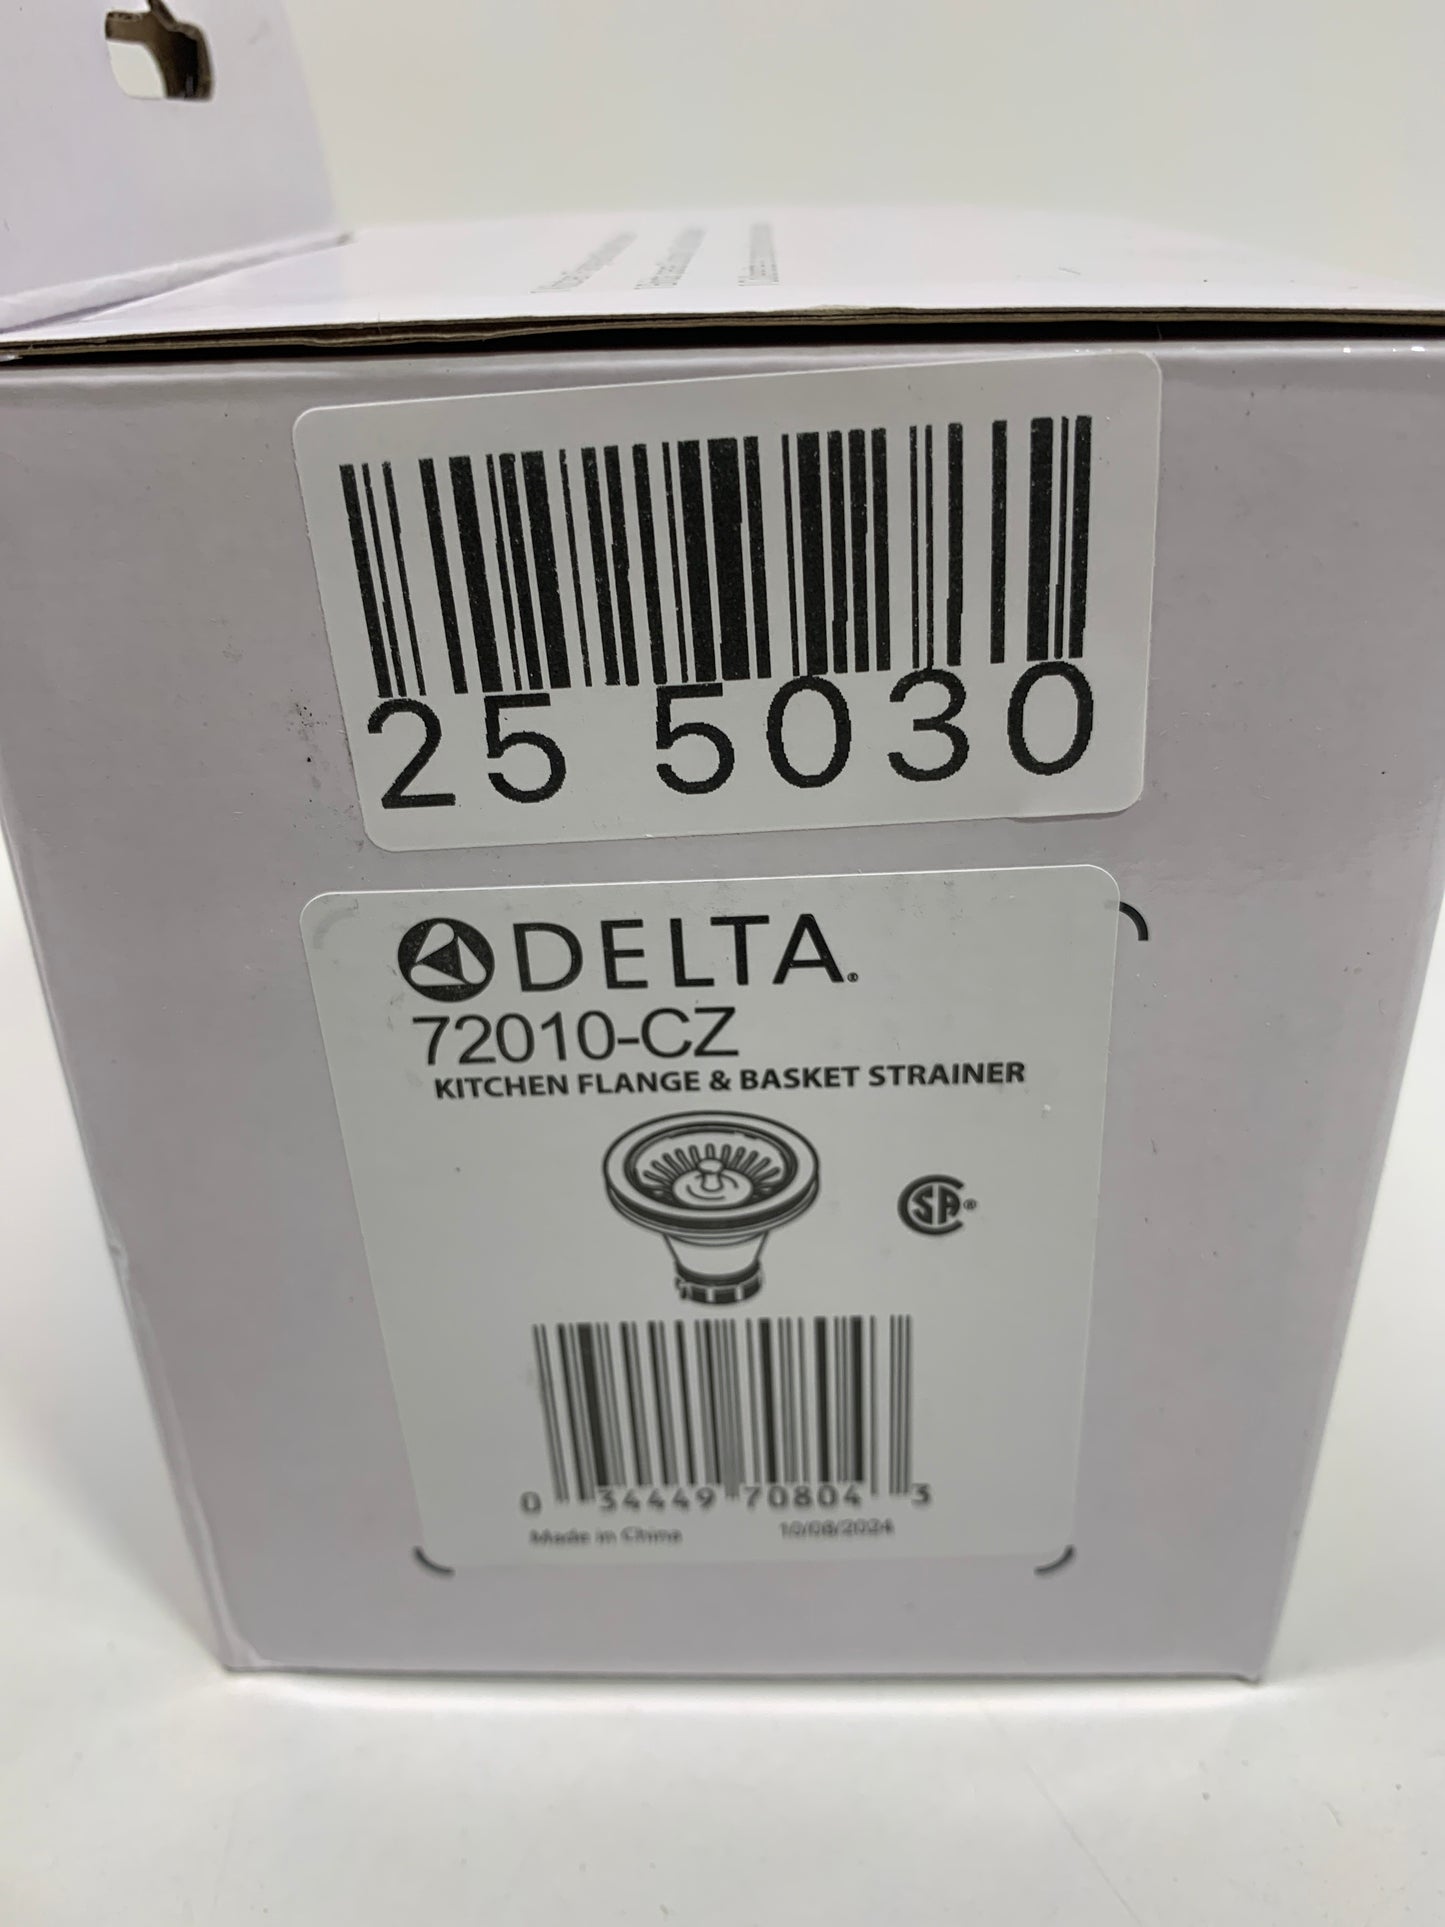 25 5030
DELTA®
72010-CZ
KITCHEN FLANGE & BASKET STRAINER
CSA®
0 34449 70804 3
Made in China 10/08/2024